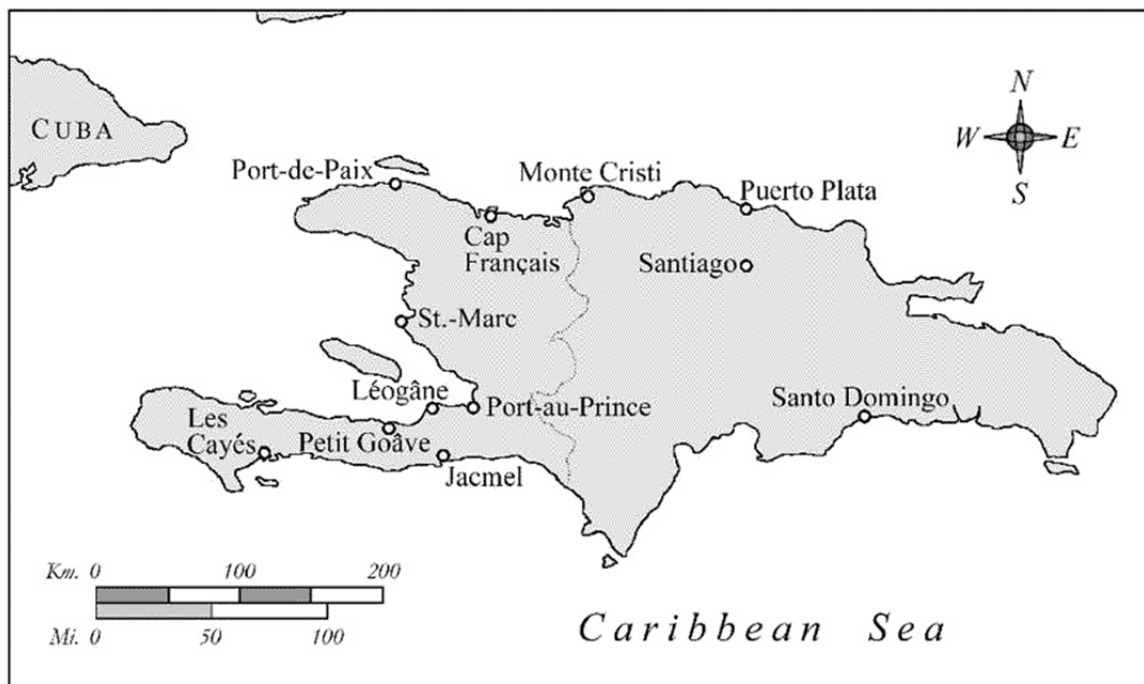 CUBA
N
W E
S
Port-de-Paix
Monte Cristi
Puerto Plata
Cap
Français
Santiago
St.-Marc
Léogâne
Port-au-Prince
Santo Domingo
Les
Cayés
Petit Goâve
Jacmel
Km. 0 100 200
Mi. 0 50 100
Caribbean Sea